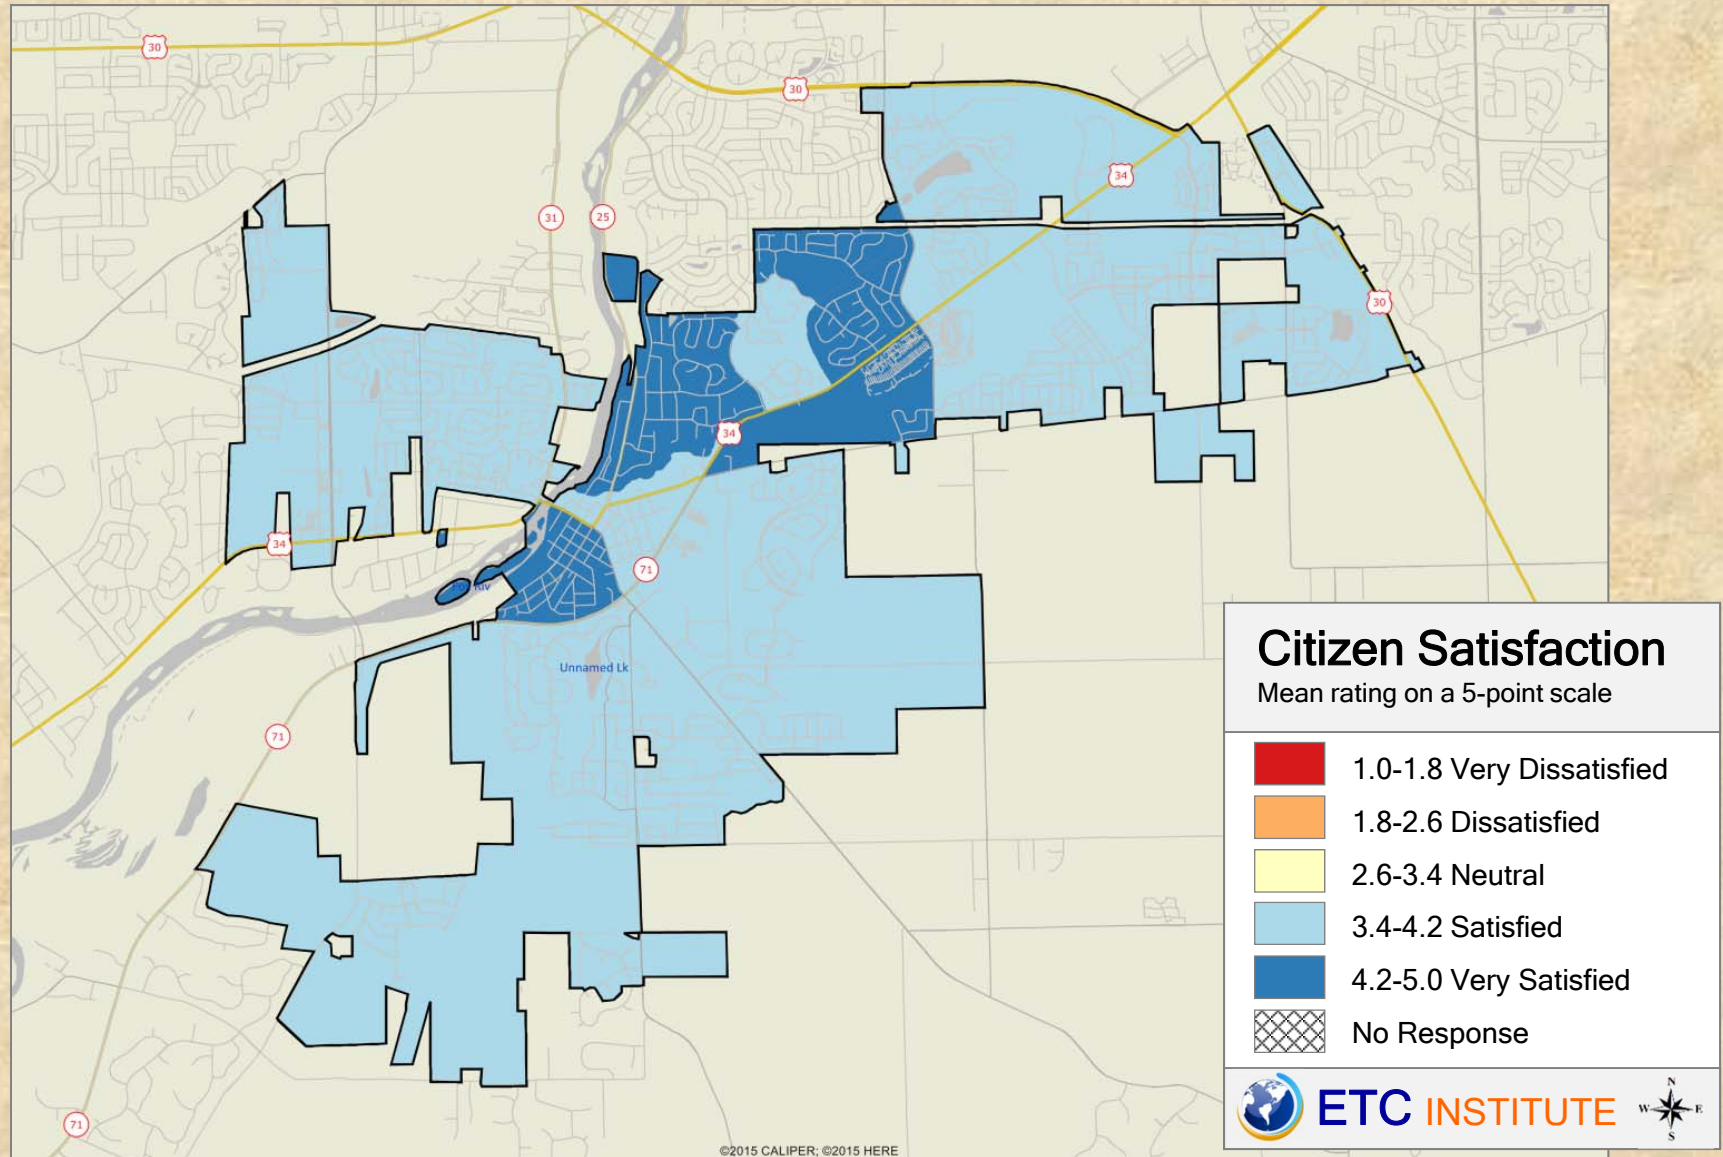 30
30
34
31
25
30
34
34
71
Fox Riv
Unnamed Lk
71
71
©2015 CALIPER; ©2015 HERE
Citizen Satisfaction
Mean rating on a 5-point scale
1.0-1.8 Very Dissatisfied
1.8-2.6 Dissatisfied
2.6-3.4 Neutral
3.4-4.2 Satisfied
4.2-5.0 Very Satisfied
No Response
ETC INSTITUTE
N
W E
S